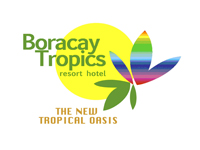 Boracay
Tropics
resort hotel
THE NEW
TROPICAL OASIS